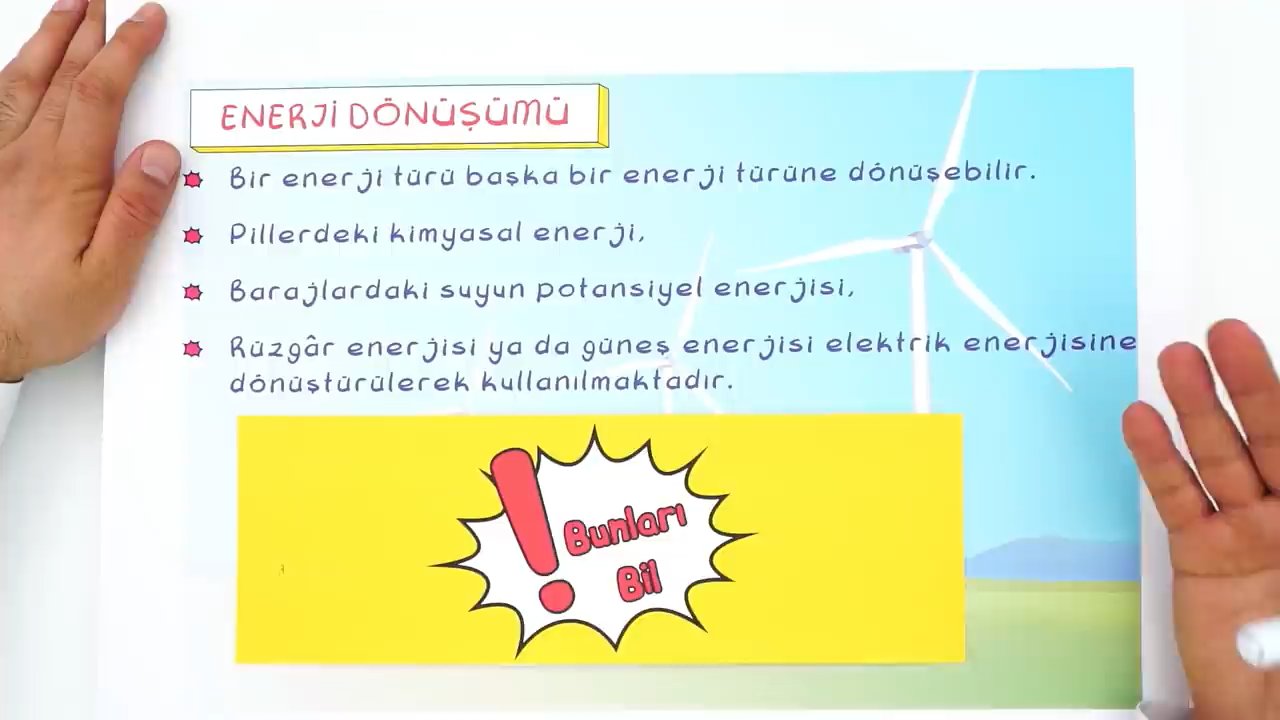 ENERJİ DÖNÜŞÜMÜ
Bir enerji türü başka bir enerji türüne dönüşebilir.
Pillerdeki kimyasal enerji,
Barajlardaki suyun potansiyel enerjisi,
Rüzgâr enerjisi ya da güneş enerjisi elektrik enerjisine
dönüştürülerek kullanılmaktadır.
Bunları
Bil